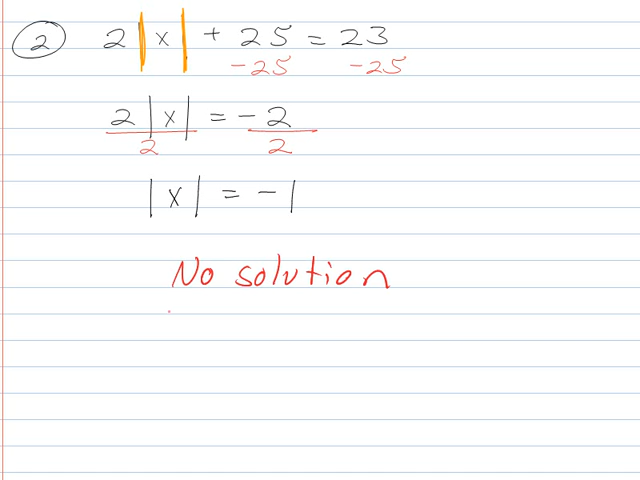 2 2|x| + 25 = 23
-25 -25
2|x| = -2
2 2
|x| = -1
No solution